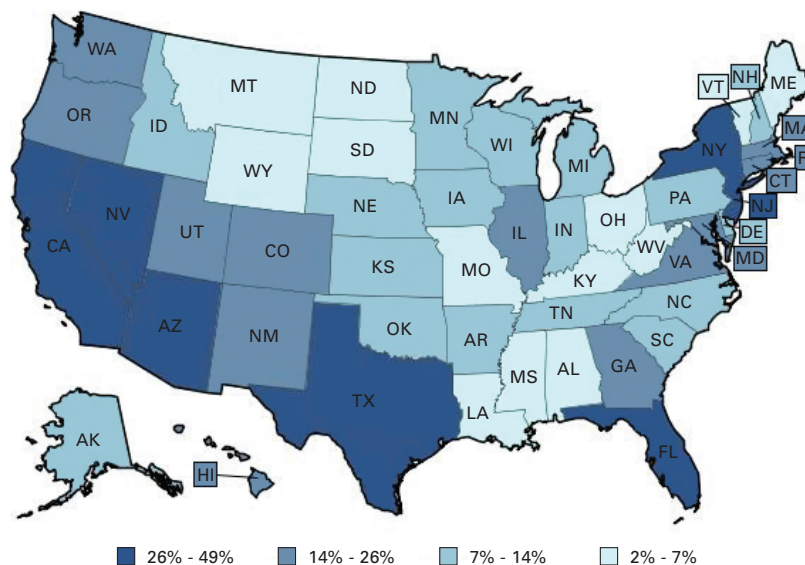 WA
MT
ND
MN
VT
NH
ME
OR
ID
WY
SD
WI
MI
NY
MA
CT
NV
UT
CO
NE
IA
IL
IN
OH
PA
NJ
DE
MD
CA
KS
MO
KY
WV
VA
AZ
NM
OK
AR
TN
NC
SC
TX
LA
MS
AL
GA
FL
AK
HI
26% - 49%
14% - 26%
7% - 14%
2% - 7%